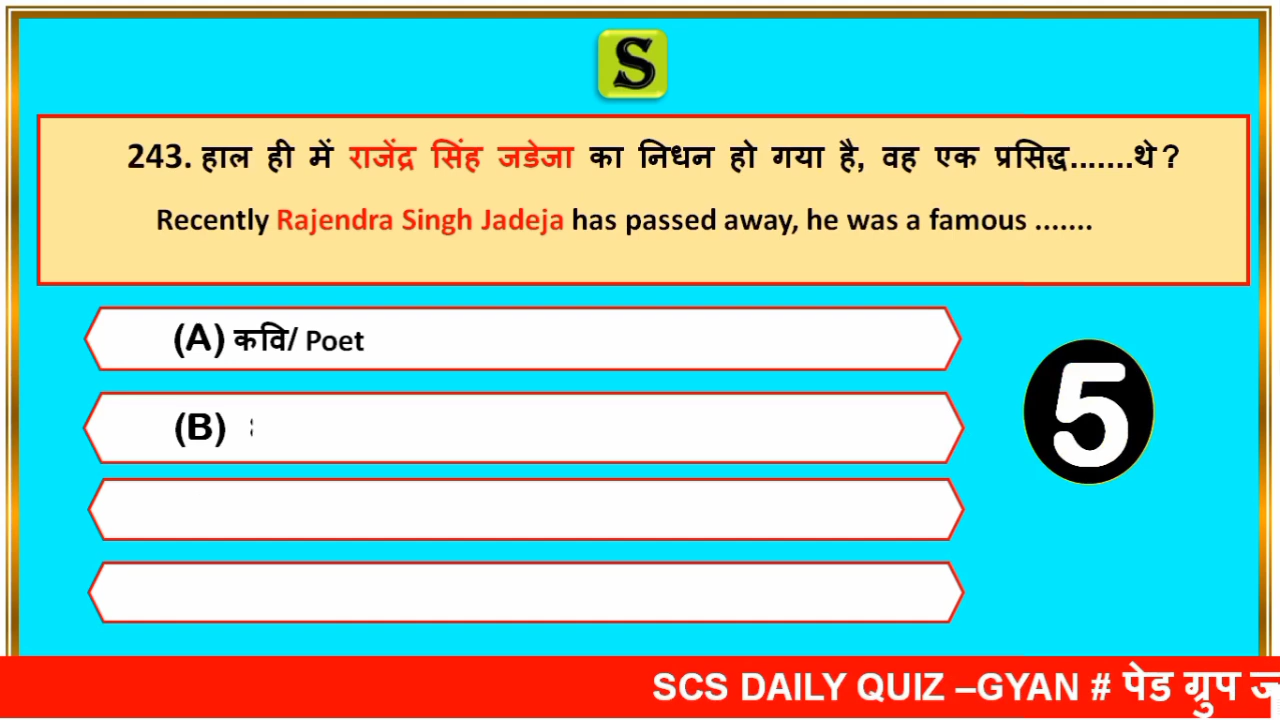 S
243. हाल ही में राजेंद्र सिंह जडेजा का निधन हो गया है, वह एक प्रसिद्ध.......थे?
Recently Rajendra Singh Jadeja has passed away, he was a famous .......
(A) कवि/ Poet
(B)
5
SCS DAILY QUIZ –GYAN # पेड ग्रुप